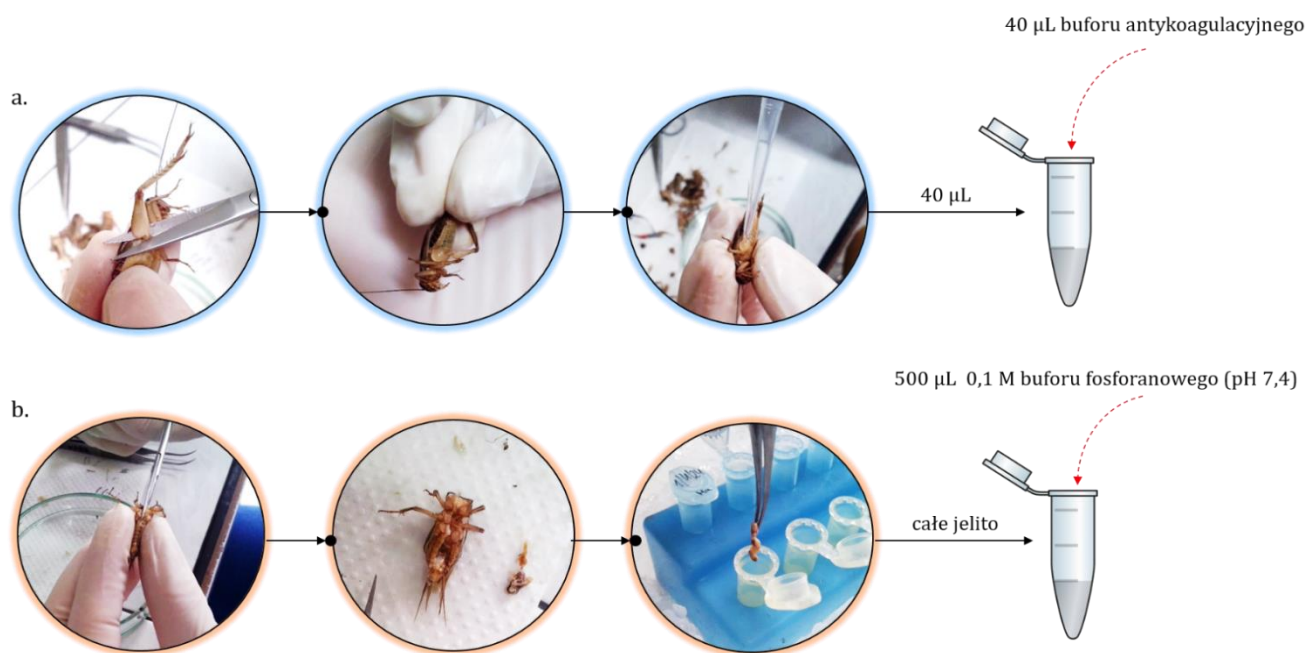 40 µL buforu antykoagulacyjnego
a.
40 µL
500 µL 0,1 M buforu fosforanowego (pH 7,4)
b.
całe jelito